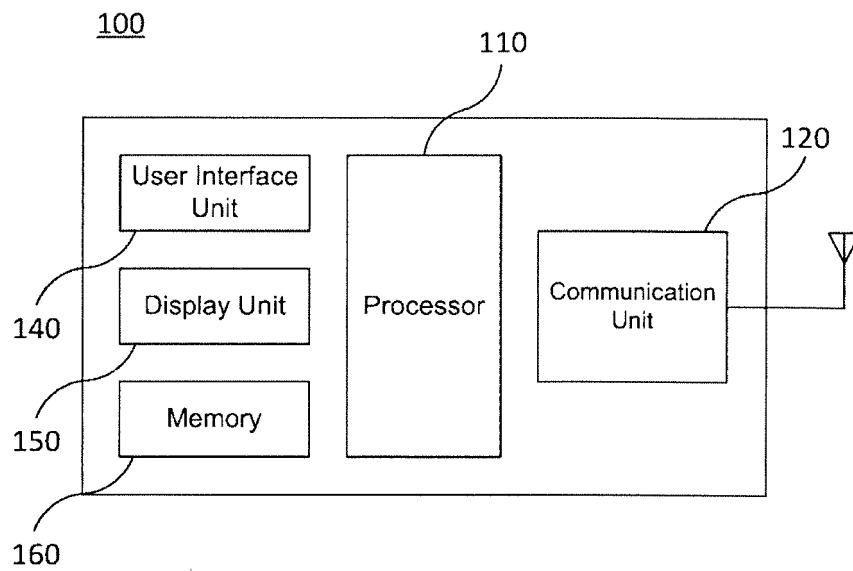 100
110
120
User Interface
Unit
140
Display Unit
150
Memory
160
Processor
Communication
Unit